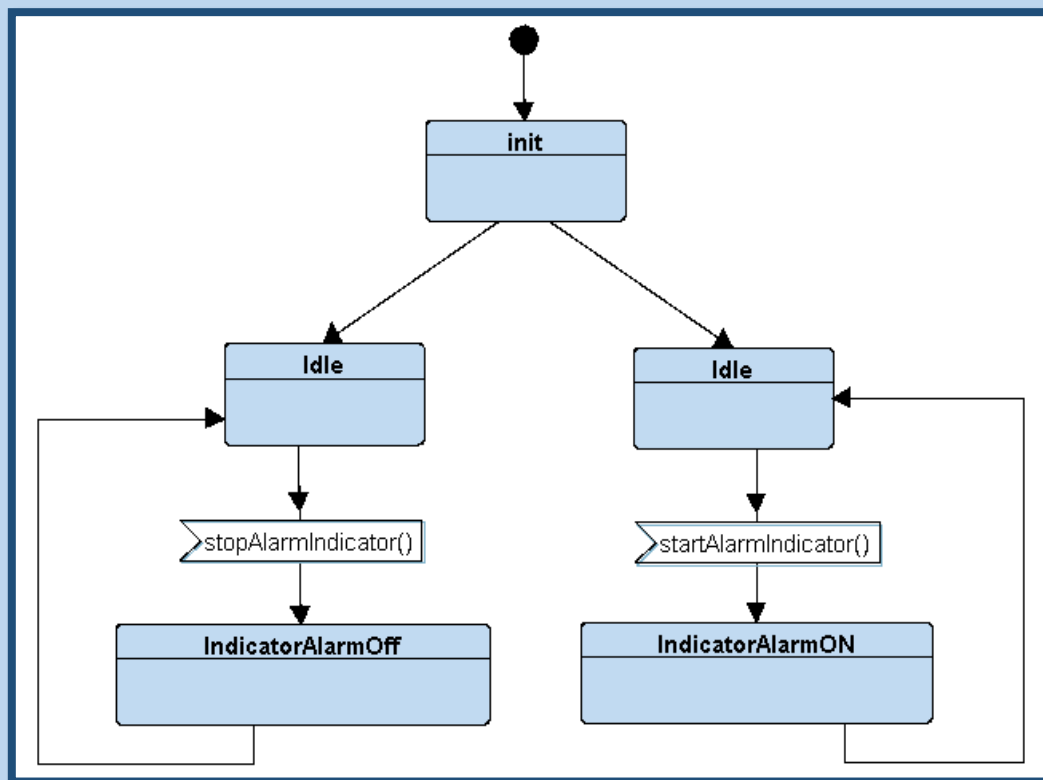 init
Idle
Idle
stopAlarmIndicator()
startAlarmIndicator()
IndicatorAlarmOff
IndicatorAlarmON